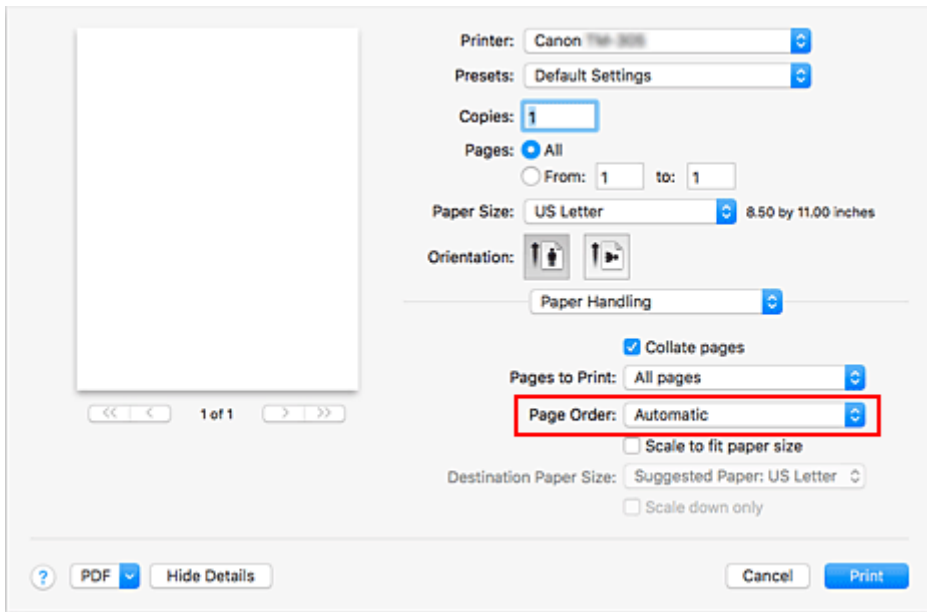 Printer: Canon
Presets: Default Settings
Copies: 1
Pages: All
From: 1 to: 1
Paper Size: US Letter 8.50 by 11.00 inches
Orientation:
Paper Handling
Collate pages
Pages to Print: All pages
<< < 1 of 1 > >>
Page Order: Automatic
Scale to fit paper size
Destination Paper Size: Suggested Paper: US Letter
Scale down only
? PDF Hide Details Cancel Print